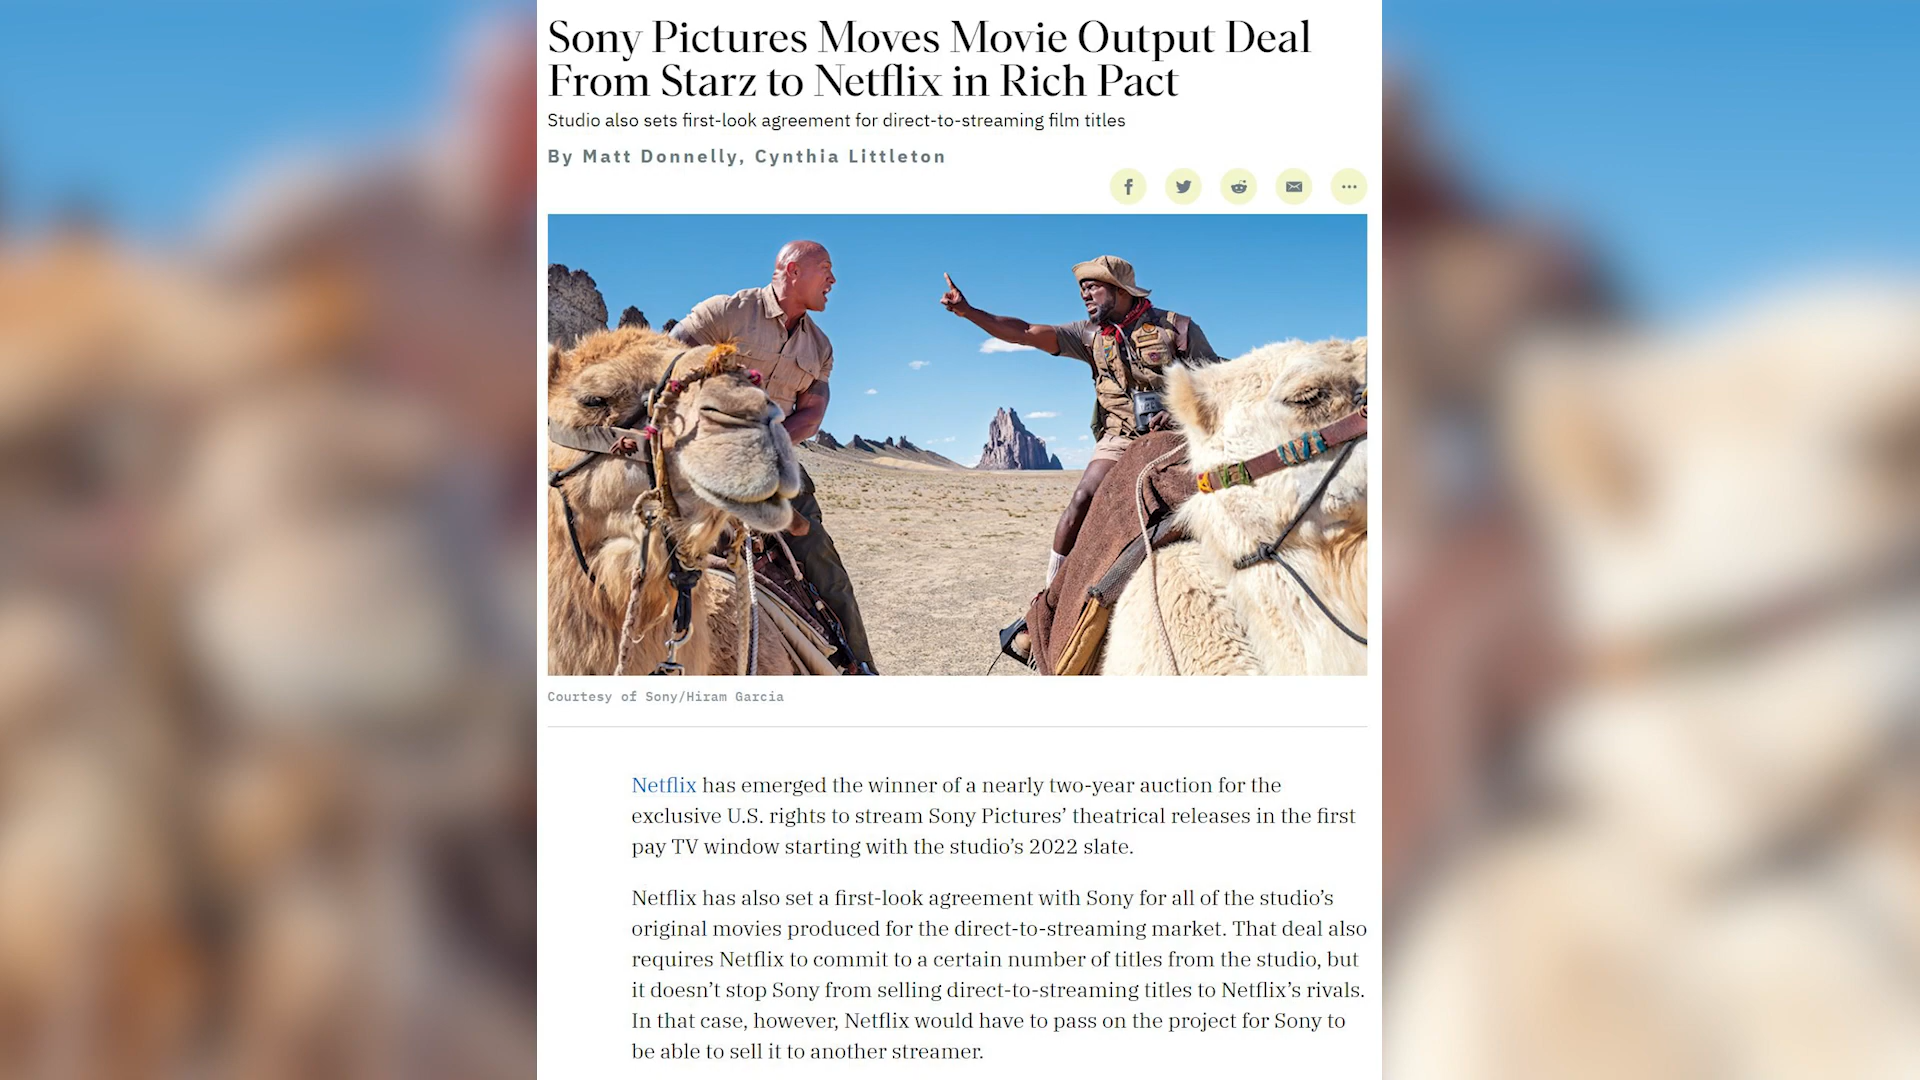 Sony Pictures Moves Movie Output Deal
From Starz to Netflix in Rich Pact
Studio also sets first-look agreement for direct-to-streaming film titles
By Matt Donnelly, Cynthia Littleton
Courtesy of Sony/Hiram Garcia
Netflix has emerged the winner of a nearly two-year auction for the
exclusive U.S. rights to stream Sony Pictures’ theatrical releases in the first
pay TV window starting with the studio’s 2022 slate.
Netflix has also set a first-look agreement with Sony for all of the studio’s
original movies produced for the direct-to-streaming market. That deal also
requires Netflix to commit to a certain number of titles from the studio, but
it doesn’t stop Sony from selling direct-to-streaming titles to Netflix’s rivals.
In that case, however, Netflix would have to pass on the project for Sony to
be able to sell it to another streamer.